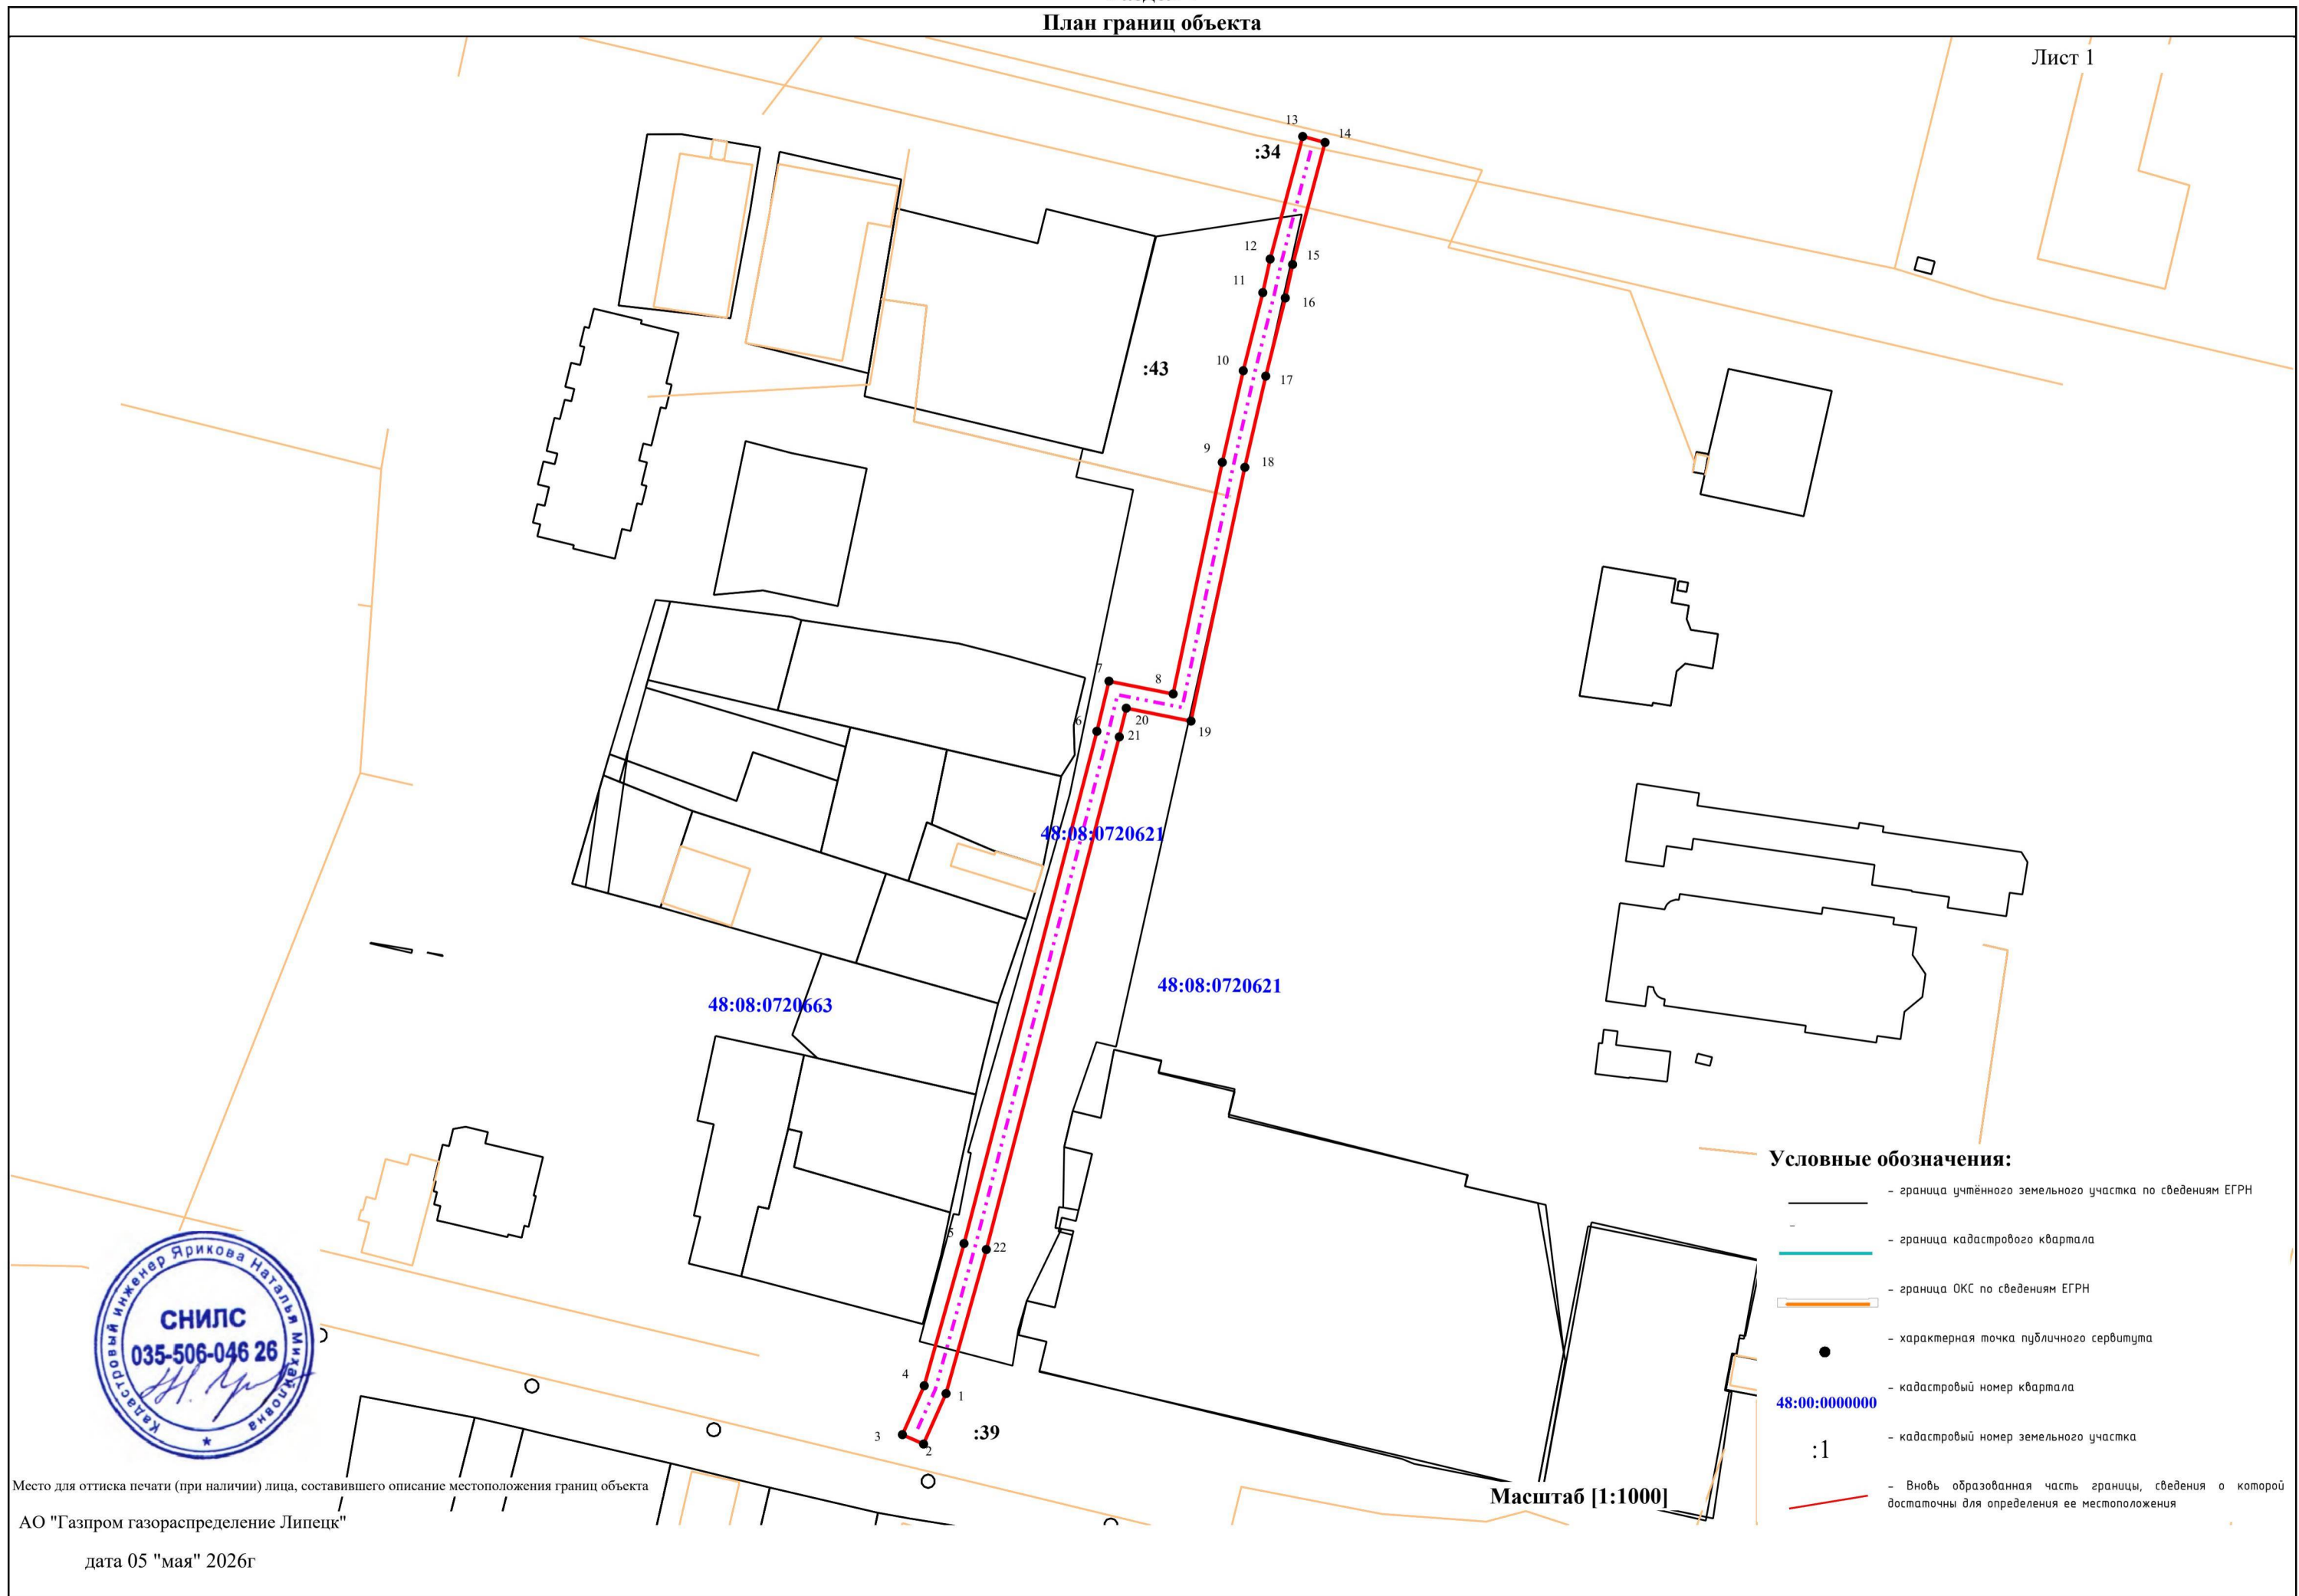 План границ объекта
Лист 1
13
14
:34
12
15
11
16
10
:43
17
9
18
7
8
6
20
19
21
48:08:0720621
48:08:0720621
48:08:0720663
5
22
4
1
3
2
:39
Условные обозначения:
- граница учтённого земельного участка по сведениям ЕГРН
- граница кадастрового квартала
- граница ОКС по сведениям ЕГРН
- характерная точка публичного сервитута
48:00:0000000
- кадастровый номер квартала
:1
- кадастровый номер земельного участка
- Вновь образованная часть границы, сведения о которой
достаточны для определения ее местоположения
Масштаб [1:1000]
Кадастровый инженер Ярикова Наталья Михайловна
СНИЛС
035-506-046 26
Место для оттиска печати (при наличии) лица, составившего описание местоположения границ объекта
АО "Газпром газораспределение Липецк"
дата 05 "мая" 2026г